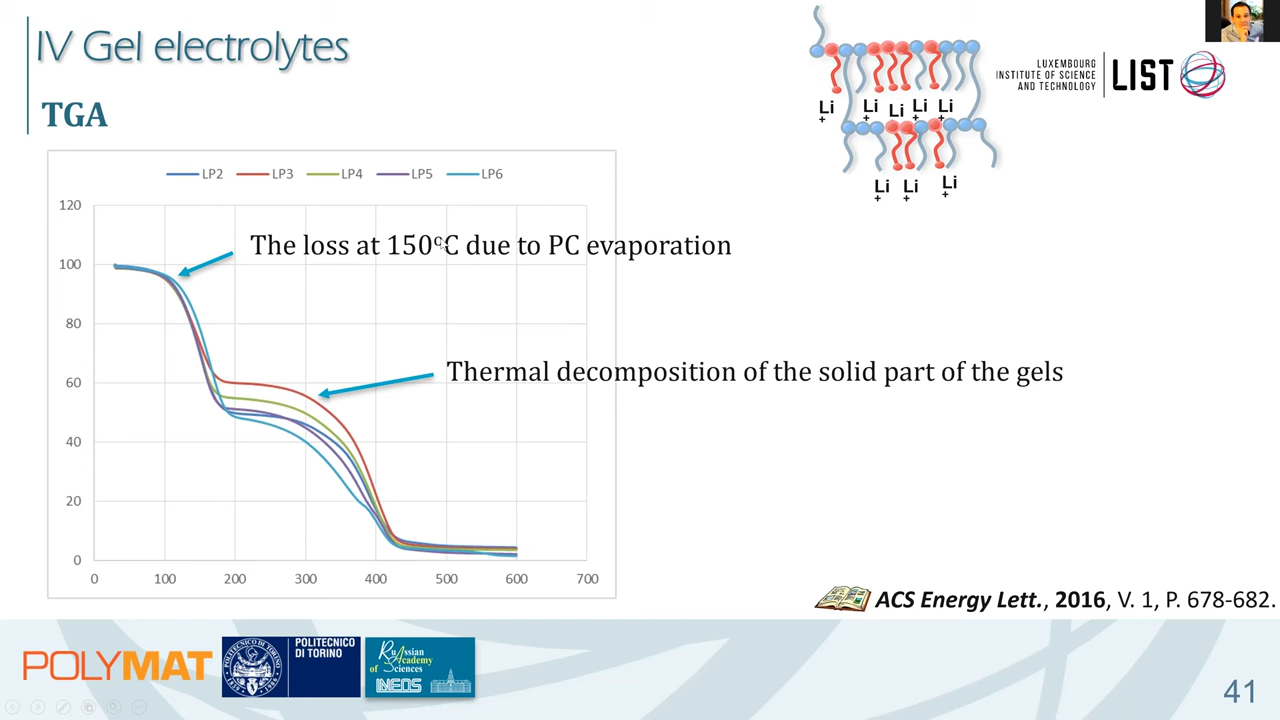 IV Gel electrolytes
TGA
LUXEMBOURG
INSTITUTE OF SCIENCE
AND TECHNOLOGY
LIST
Li
+
Li
+
Li
+
Li
+
Li
+
Li
+
Li
+
Li
+
LP2 LP3 LP4 LP5 LP6
120
100
80
60
40
20
0
0 100 200 300 400 500 600 700
The loss at 150ºC due to PC evaporation
Thermal decomposition of the solid part of the gels
ACS Energy Lett., 2016, V. 1, P. 678-682.
POLYMAT
POLITECNICO
DI TORINO
RuAssian
Academy
of Sciences
INEOS
41